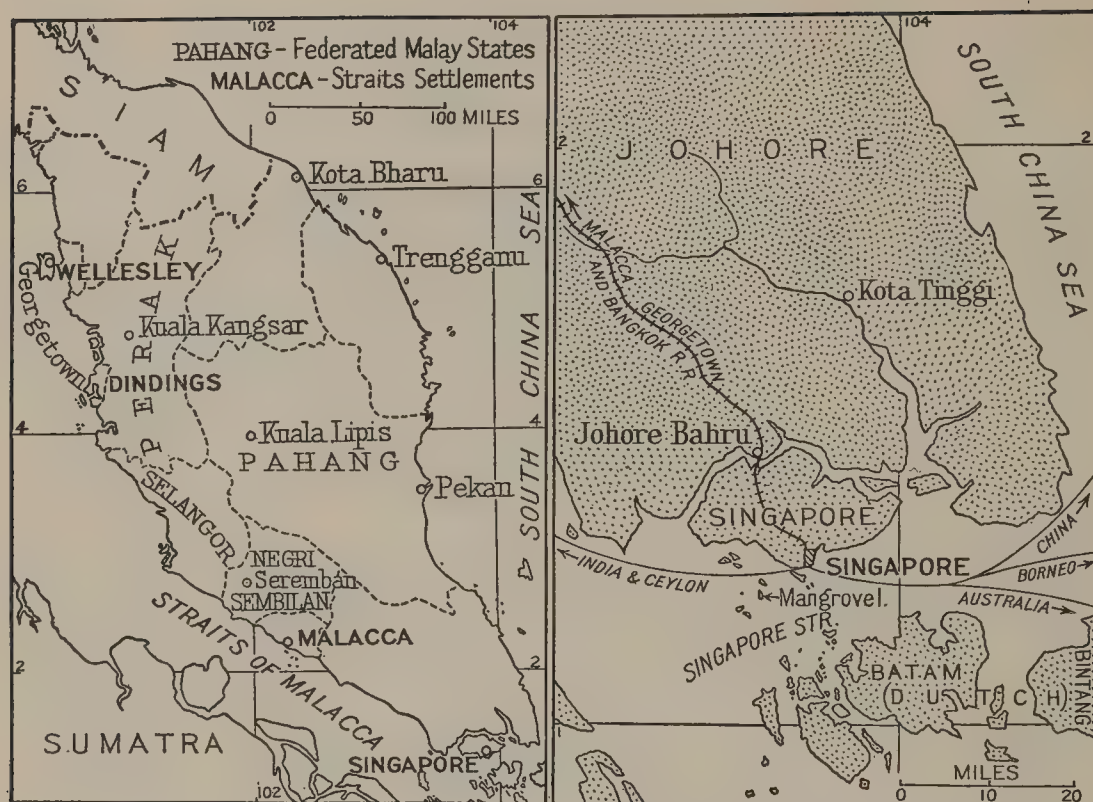 102
104
PAHANG - Federated Malay States
MALACCA - Straits Settlements
0 50 100 MILES
SIAM
6
Kota Bharu
6
Trengganu
WELLESLEY
Georgetown
PERAK
Kuala Kangsar
DINDINGS
4
4
Kuala Lipis
PAHANG
Pekan
SOUTH CHINA SEA
SELANGOR
NEGRI
Seremban
SEMBILAN
MALACCA
STRAITS OF MALACCA
2
2
SUMATRA
SINGAPORE
102
104
SOUTH CHINA SEA
2
2
JOHORE
MALACCA GEORGETOWN
AND BANGKOK R R
Kota Tinggi
Johore Bahru
SINGAPORE
SINGAPORE
INDIA & CEYLON
CHINA
BORNEO
AUSTRALIA
Mangrove I.
SINGAPORE STR.
BATAM
(DUTCH)
BINTANG
1
MILES
0 10 20